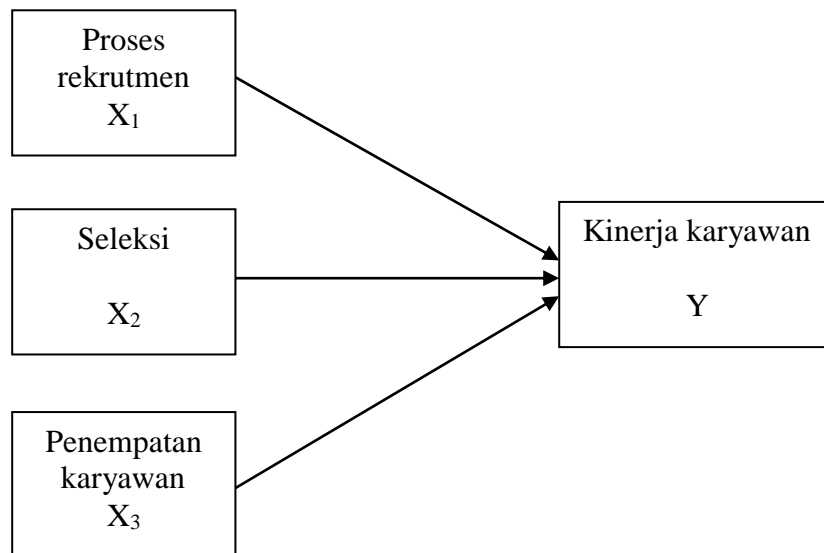 Proses
rekrutmen
X₁
Seleksi
X₂
Penempatan
karyawan
X₃
Kinerja karyawan
Y